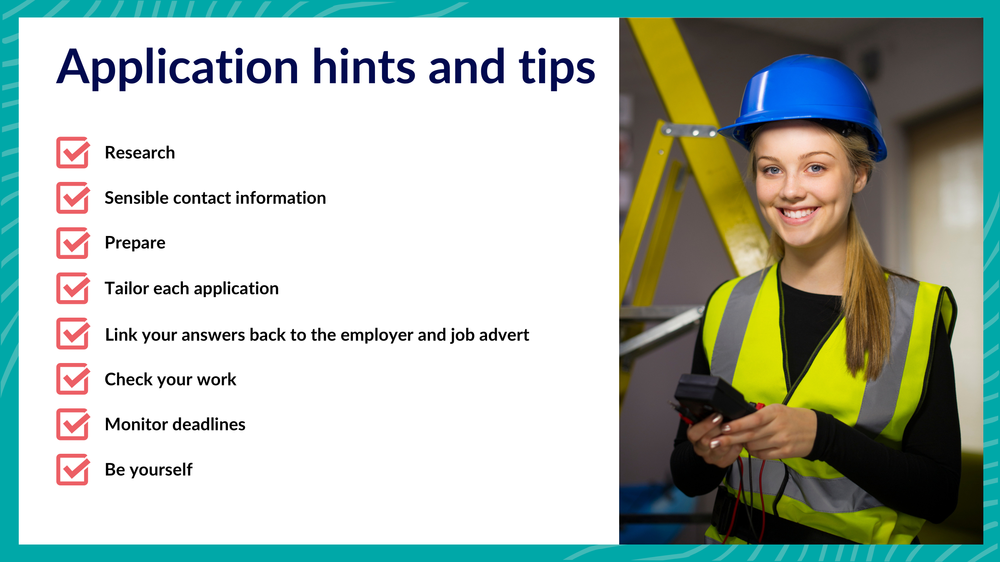 Application hints and tips
Research
Sensible contact information
Prepare
Tailor each application
Link your answers back to the employer and job advert
Check your work
Monitor deadlines
Be yourself